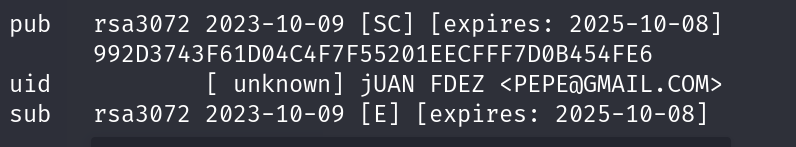 pub   rsa3072 2023-10-09 [SC] [expires: 2025-10-08]
      992D3743F61D04C4F7F55201EECFFF7D0B454FE6
uid           [ unknown] jUAN FDEZ <PEPE@GMAIL.COM>
sub   rsa3072 2023-10-09 [E] [expires: 2025-10-08]